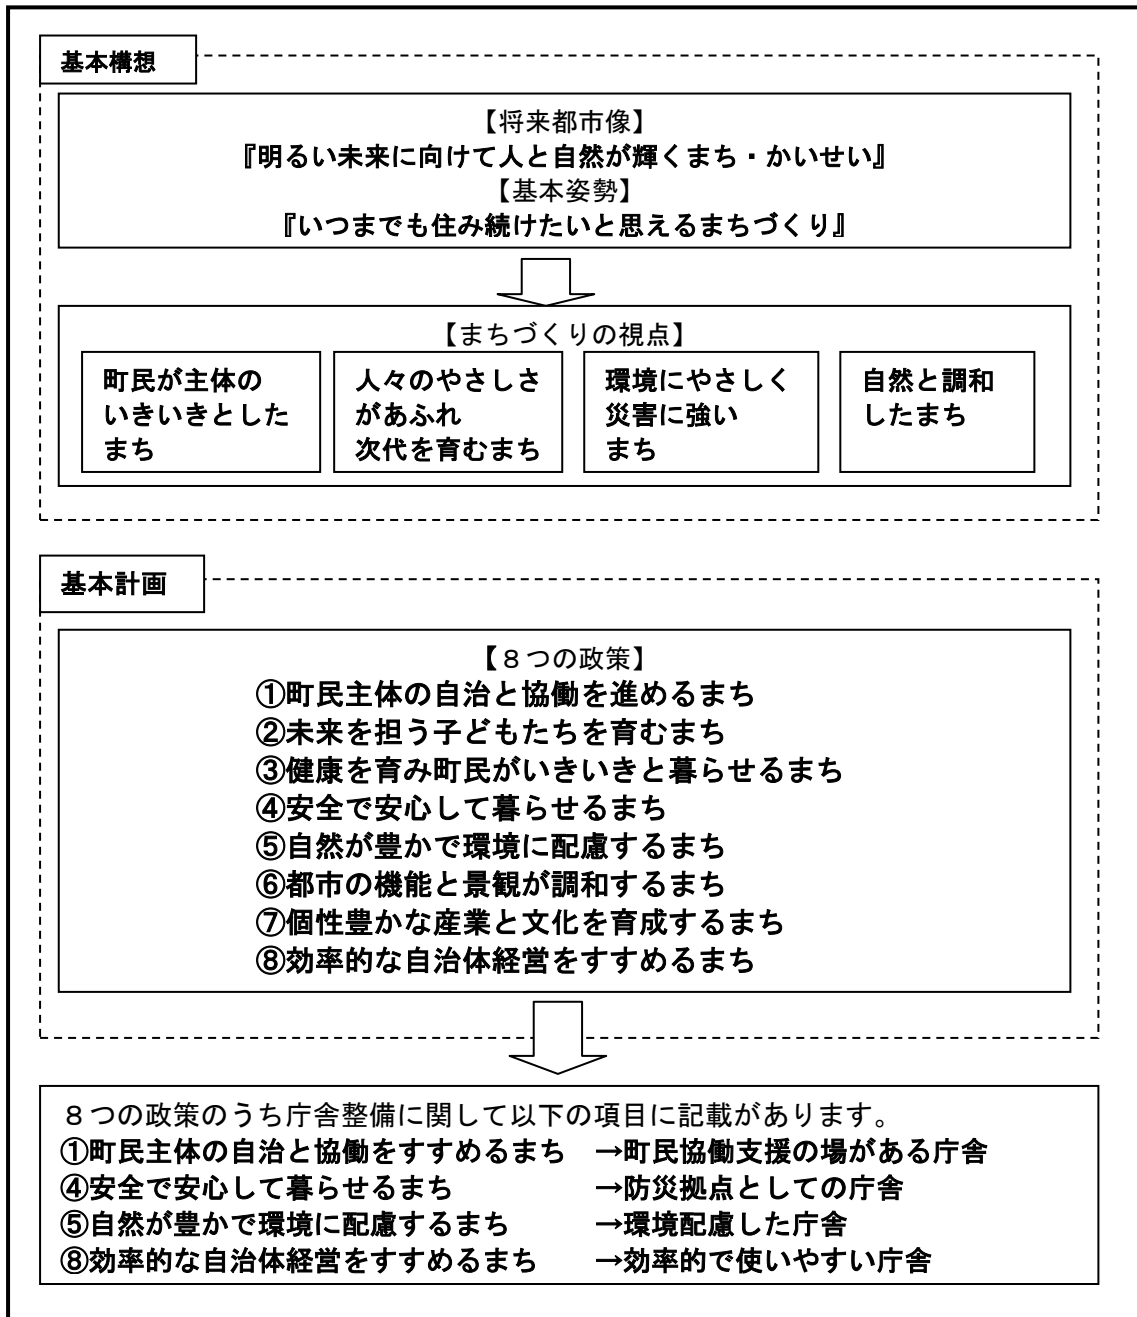 基本構想
【将来都市像】
『明るい未来に向けて人と自然が輝くまち・かいせい』
【基本姿勢】
『いつまでも住み続けたいと思えるまちづくり』
【まちづくりの視点】
町民が主体の
いきいきとした
まち
人々のやさしさ
があふれ
次代を育むまち
環境にやさしく
災害に強い
まち
自然と調和
したまち
基本計画
【８つの政策】
①町民主体の自治と協働を進めるまち
②未来を担う子どもたちを育むまち
③健康を育み町民がいきいきと暮らせるまち
④安全で安心して暮らせるまち
⑤自然が豊かで環境に配慮するまち
⑥都市の機能と景観が調和するまち
⑦個性豊かな産業と文化を育成するまち
⑧効率的な自治体経営をすすめるまち
８つの政策のうち庁舎整備に関して以下の項目に記載があります。
①町民主体の自治と協働をすすめるまち　→町民協働支援の場がある庁舎
④安全で安心して暮らせるまち　→防災拠点としての庁舎
⑤自然が豊かで環境に配慮するまち　→環境配慮した庁舎
⑧効率的な自治体経営をすすめるまち　→効率的で使いやすい庁舎